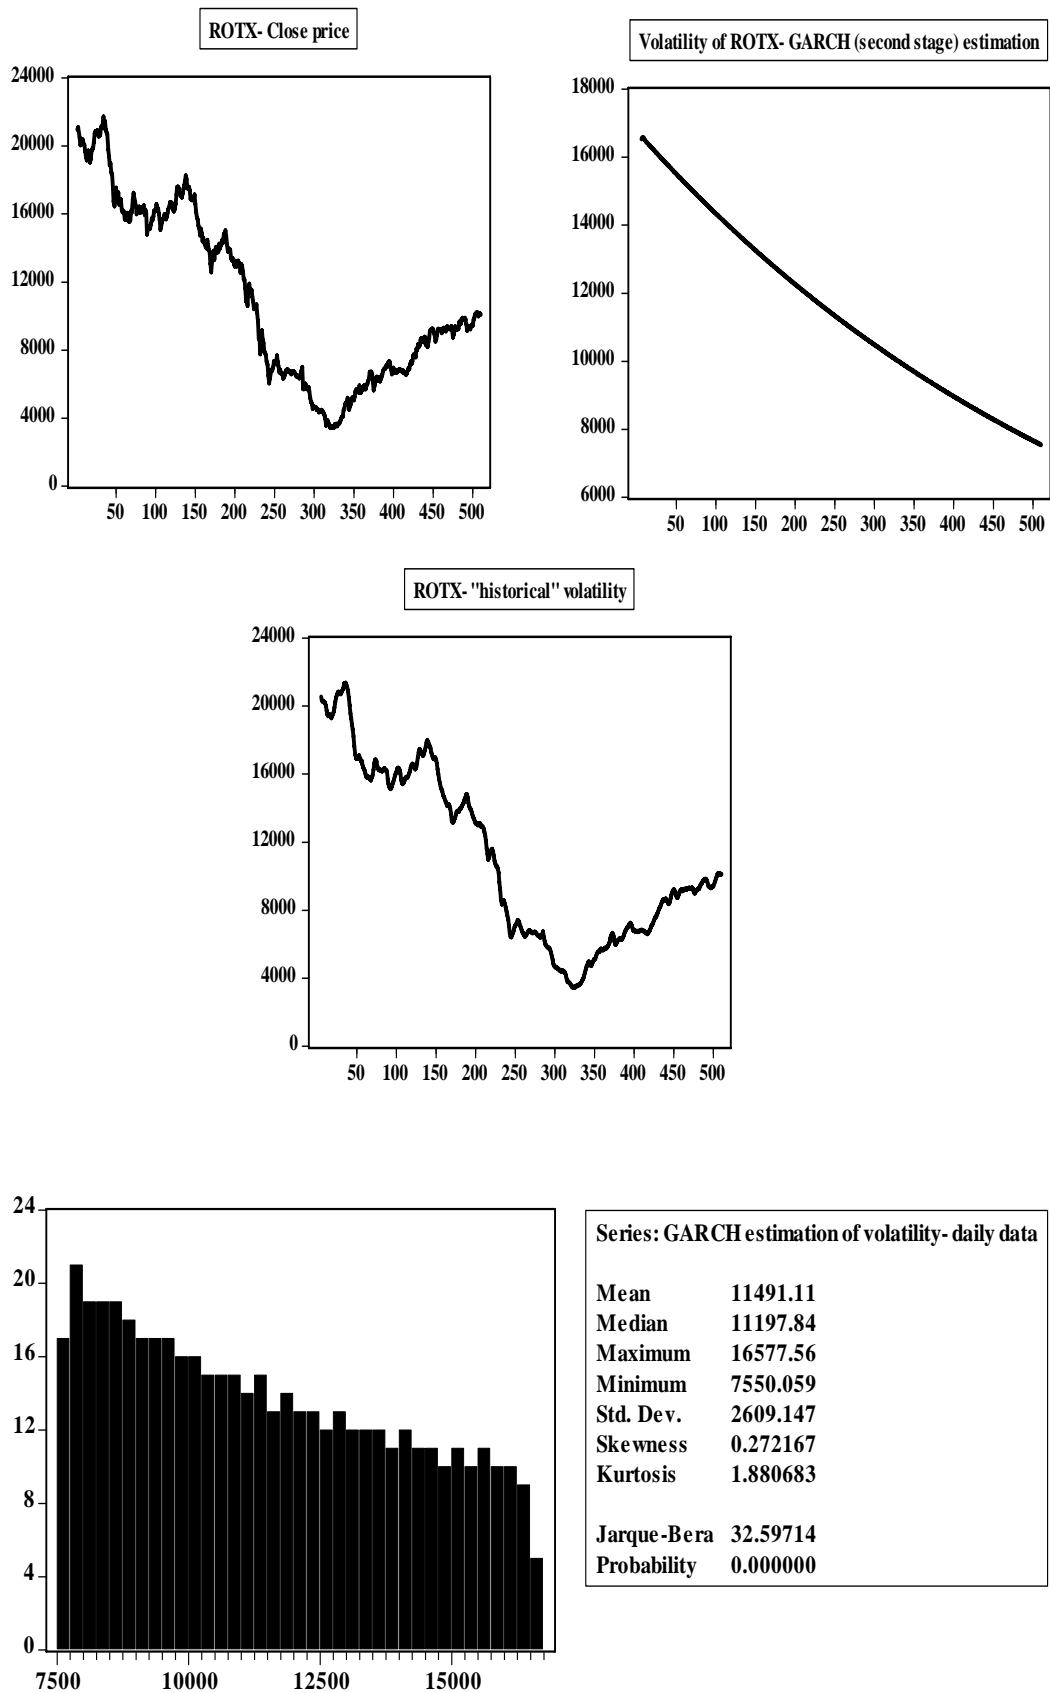 ROTX- Close price
24000
20000
16000
12000
8000
4000
0
50 100 150 200 250 300 350 400 450 500
Volatility of ROTX- GARCH (second stage) estimation
18000
16000
14000
12000
10000
8000
6000
50 100 150 200 250 300 350 400 450 500
ROTX- "historical" volatility
24000
20000
16000
12000
8000
4000
0
50 100 150 200 250 300 350 400 450 500
24
20
16
12
8
4
0
7500 10000 12500 15000
Series: GARCH estimation of volatility- daily data
Mean 11491.11
Median 11197.84
Maximum 16577.56
Minimum 7550.059
Std. Dev. 2609.147
Skewness 0.272167
Kurtosis 1.880683
Jarque-Bera 32.59714
Probability 0.000000